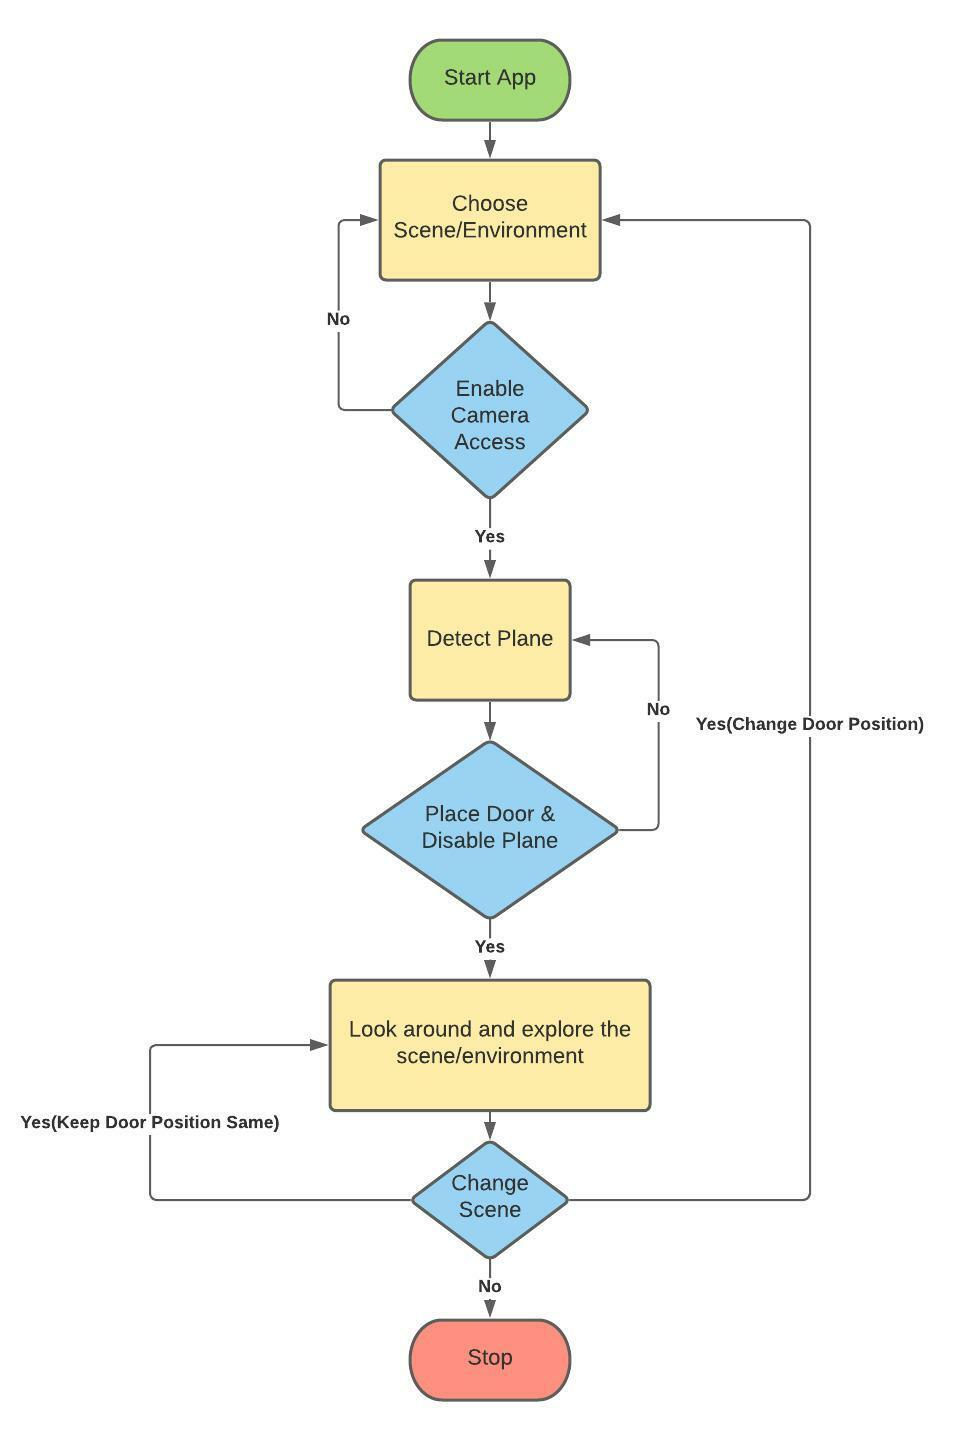 Start App
Choose
Scene/Environment
No
Enable
Camera
Access
Yes
Detect Plane
No
Yes(Change Door Position)
Place Door &
Disable Plane
Yes
Look around and explore the
scene/environment
Yes(Keep Door Position Same)
Change
Scene
No
Stop